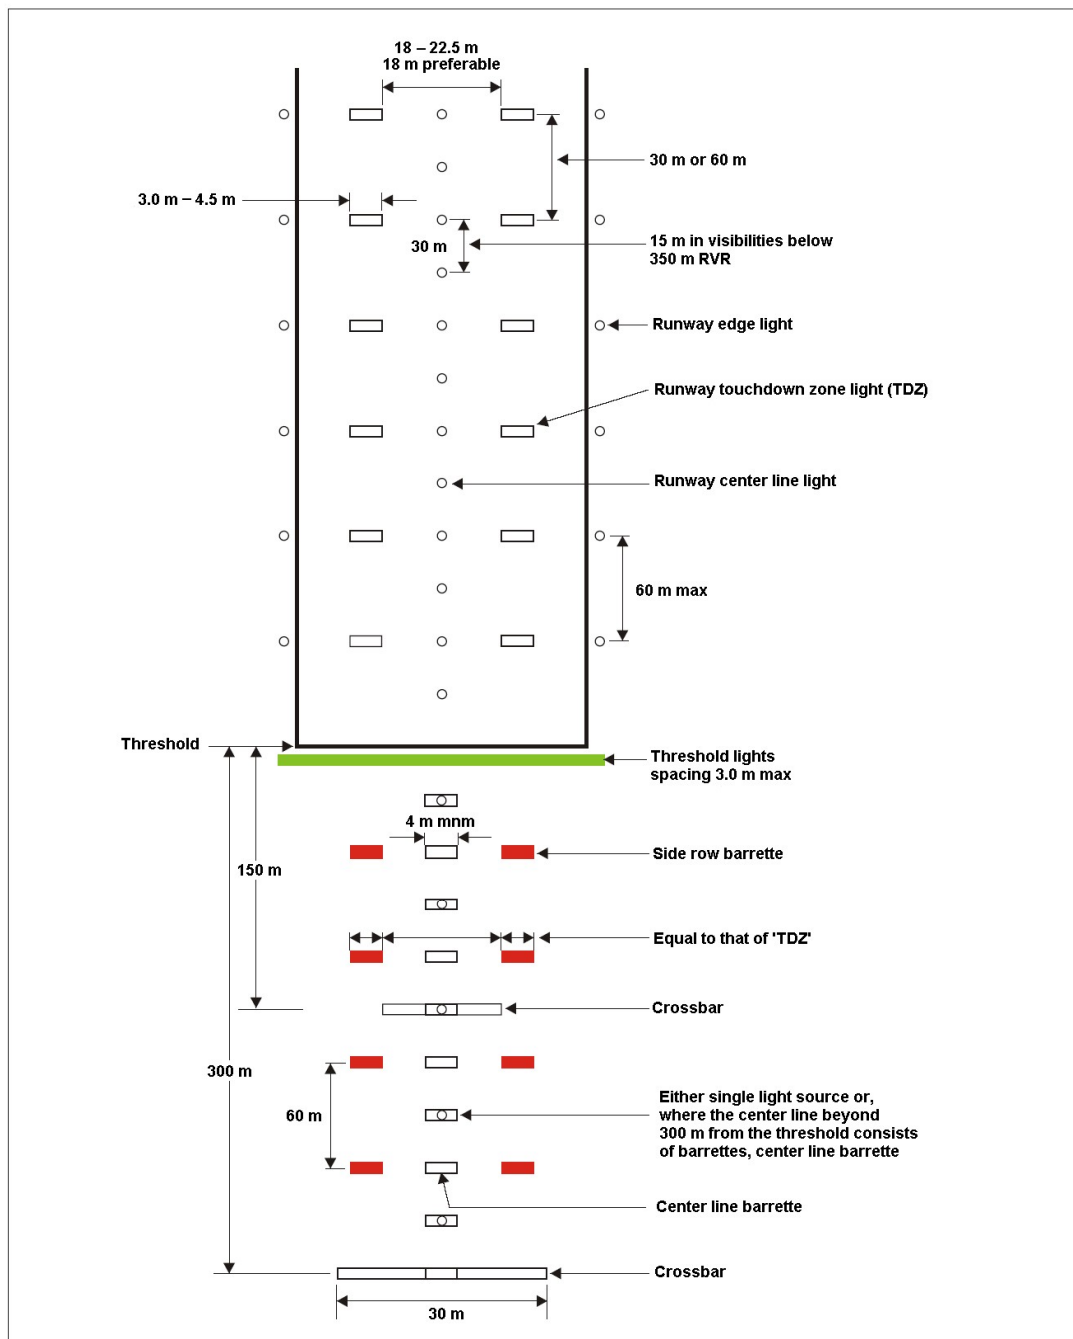 18 – 22.5 m
18 m preferable
30 m or 60 m
3.0 m – 4.5 m
30 m
15 m in visibilities below
350 m RVR
Runway edge light
Runway touchdown zone light (TDZ)
Runway center line light
60 m max
Threshold
Threshold lights
spacing 3.0 m max
4 m mnm
Side row barrette
150 m
Equal to that of 'TDZ'
Crossbar
300 m
60 m
Either single light source or,
where the center line beyond
300 m from the threshold consists
of barrettes, center line barrette
Center line barrette
Crossbar
30 m